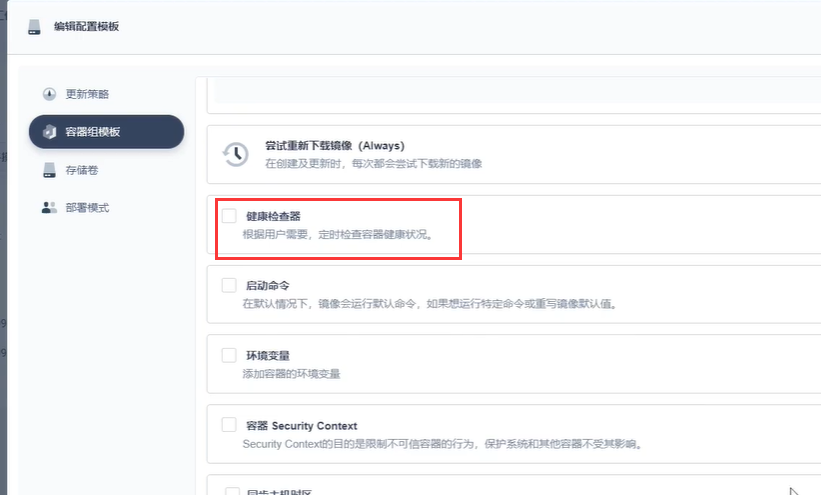 编辑配置模板
更新策略
容器组模板
存储卷
部署模式
尝试重新下载镜像（Always）
在创建及更新时，每次都会尝试下载新的镜像
健康检查器
根据用户需要，定时检查容器健康状况。
启动命令
在默认情况下，镜像会运行默认命令，如果想运行特定命令或重写镜像默认值。
环境变量
添加容器的环境变量
容器 Security Context
Security Context的目的是限制不可信容器的行为，保护系统和其他容器不受其影响。
同步主机时区